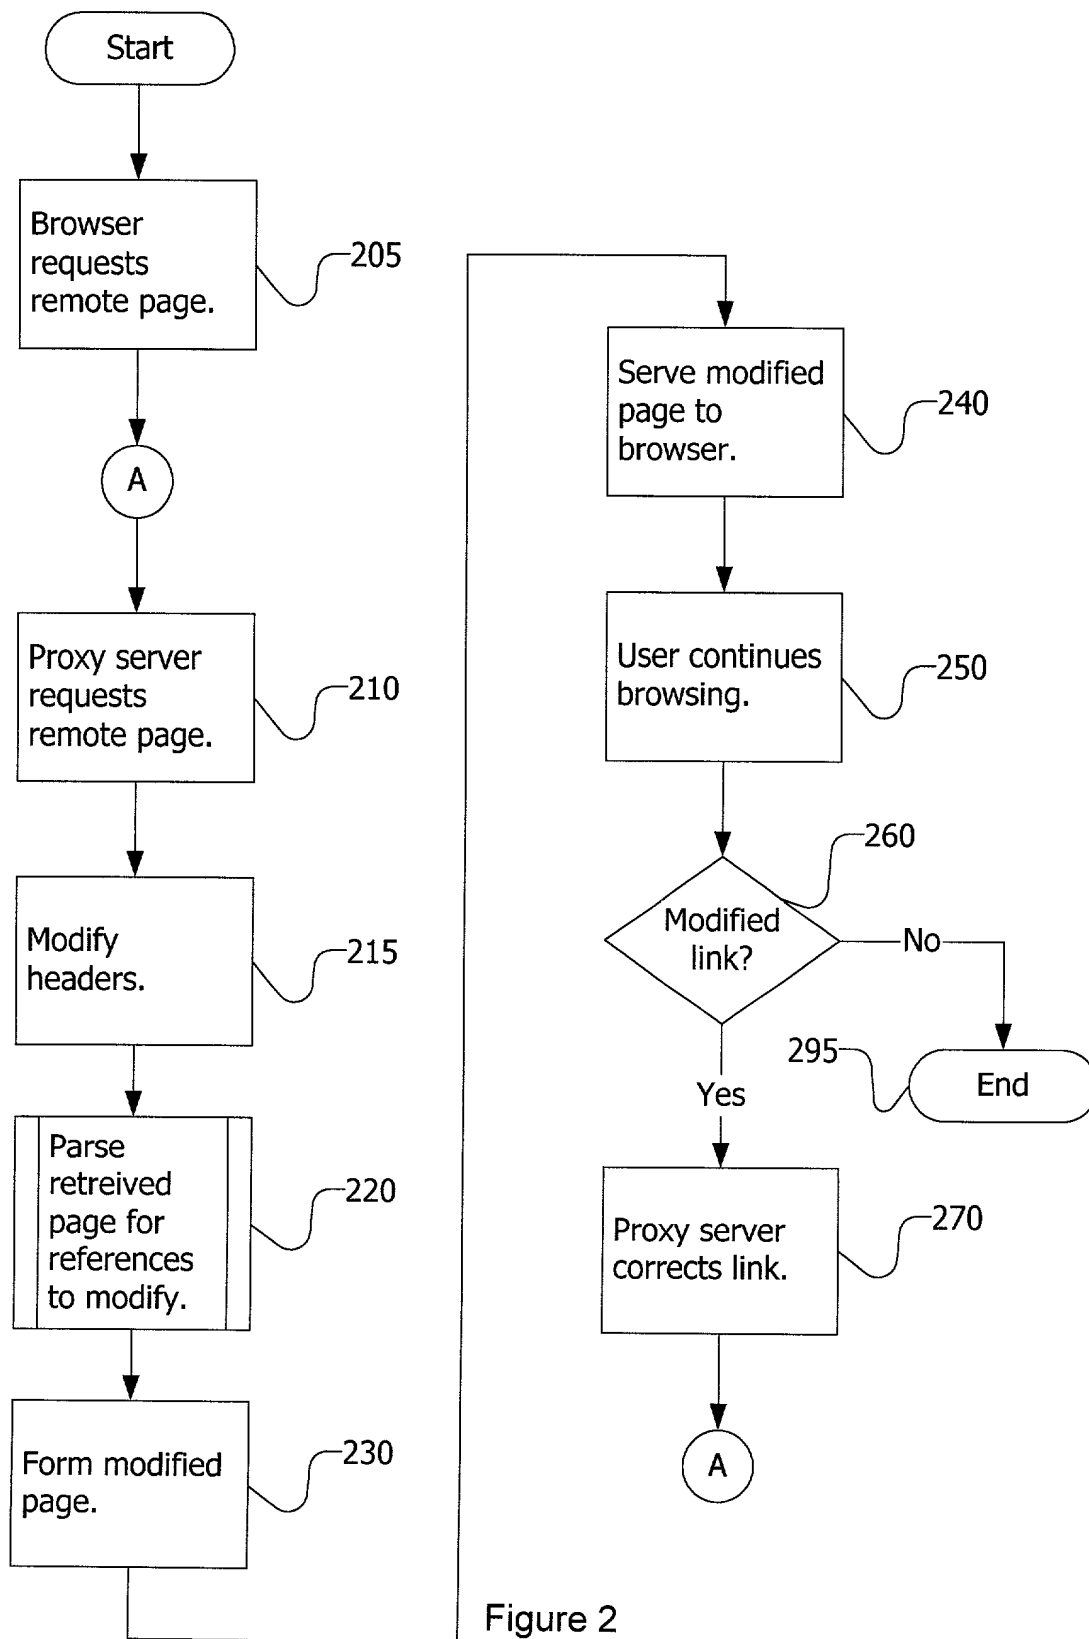 Start
Browser
requests
remote page.
205
A
Proxy server
requests
remote page.
210
Modify
headers.
215
Parse
retreived
page for
references
to modify.
220
Form modified
page.
230
Serve modified
page to
browser.
240
User continues
browsing.
250
260
Modified
link?
No
295
End
Yes
Proxy server
corrects link.
270
A
Figure 2